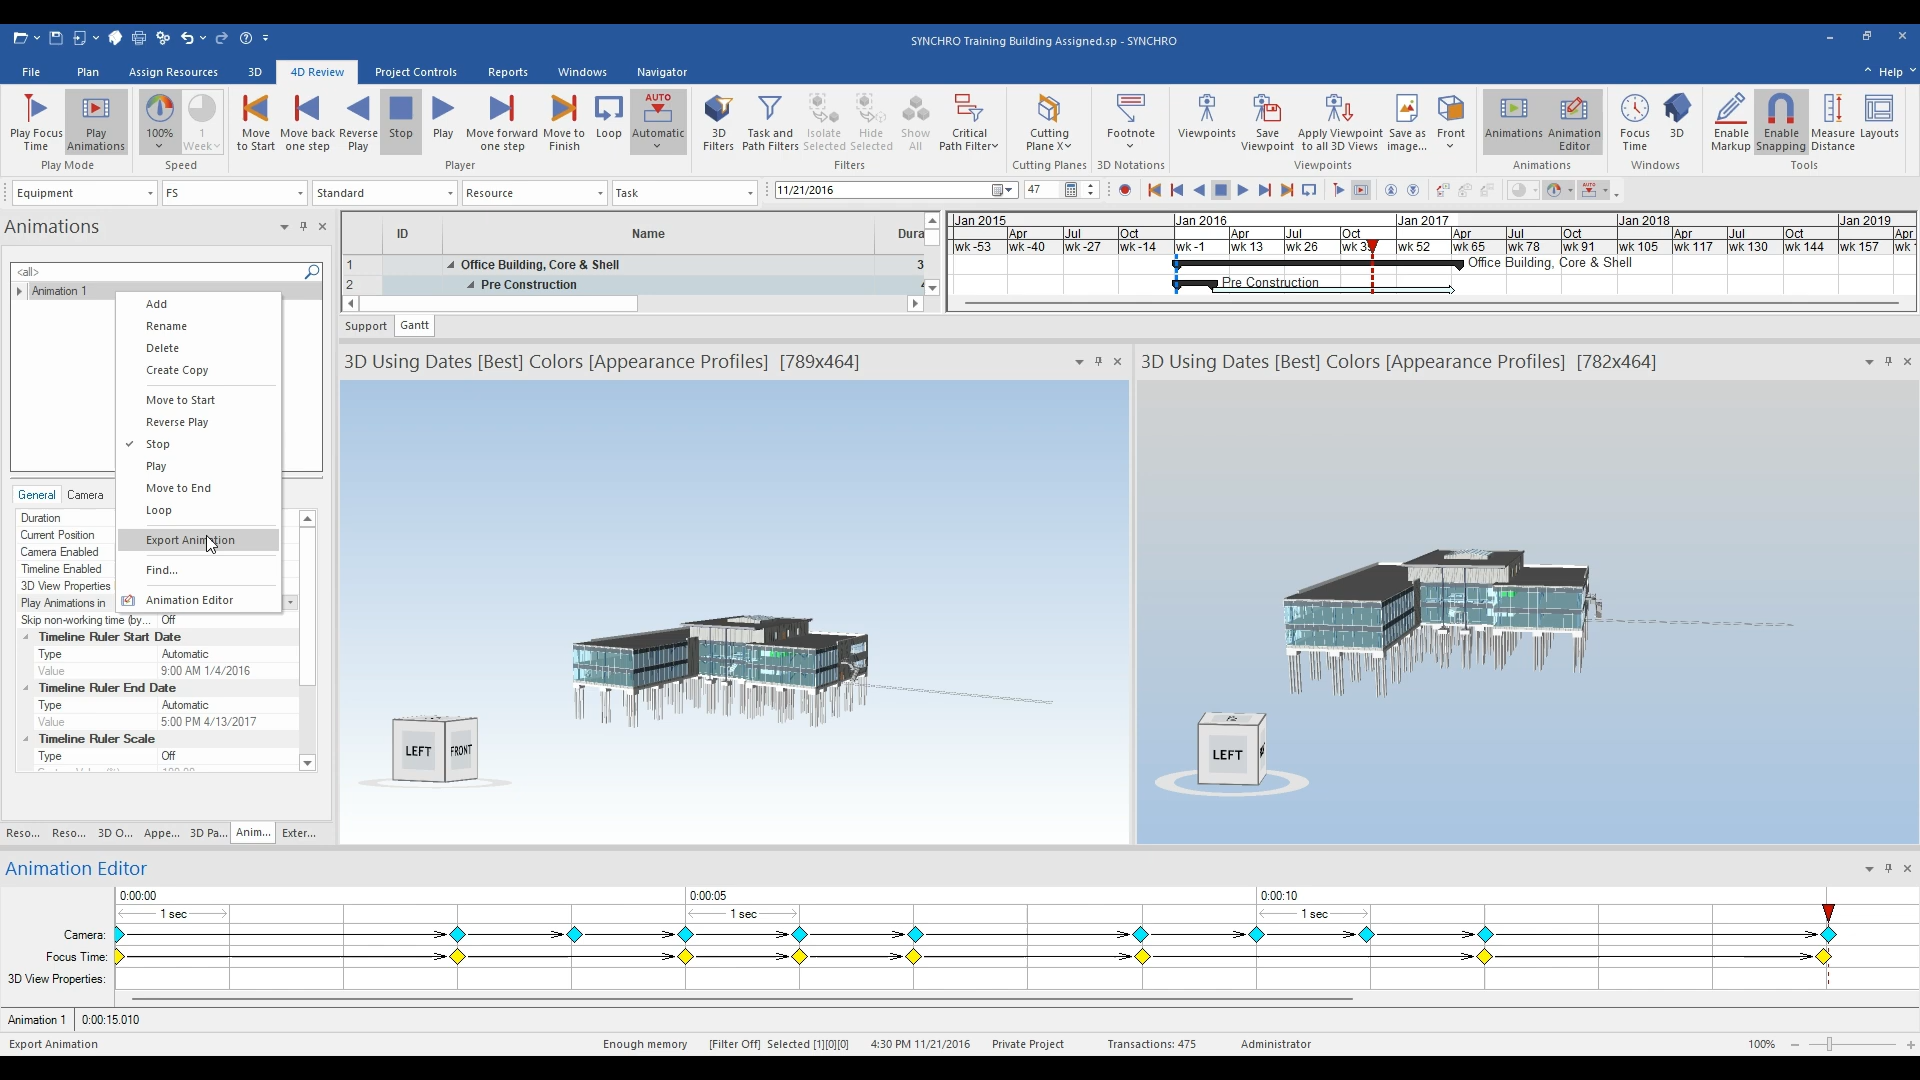 SYNCHRO Training Building Assigned.sp - SYNCHRO
File Plan Assign Resources 3D 4D Review Project Controls Reports Windows Navigator Help
Play Focus Time
Play Animations
Play Mode
100%
1 Week
Speed
Move to Start
Move back one step
Reverse Play
Stop
Play
Move forward one step
Move to Finish
Loop
AUTO
Automatic
Player
3D Filters
Task and Path Filters
Isolate Selected
Hide Selected
Show All
Critical Path Filter
Filters
Cutting Plane X
Cutting Planes
Footnote
3D Notations
Viewpoints
Save Viewpoint
Apply Viewpoint to all 3D Views
Save as image...
Front
Viewpoints
Animations
Animation Editor
Animations
Focus Time
3D
Windows
Enable Markup
Enable Snapping
Measure Distance
Layouts
Tools
Equipment FS Standard Resource Task 11/21/2016 47
Animations
<all>
Animation 1
Add
Rename
Delete
Create Copy
Move to Start
Reverse Play
Stop
Play
Move to End
Loop
Export Animation
Find...
Animation Editor
General Camera
Duration
Current Position
Camera Enabled
Timeline Enabled
3D View Properties
Play Animations in
Skip non-working time (by... Off
Timeline Ruler Start Date
Type Automatic
Value 9:00 AM 1/4/2016
Timeline Ruler End Date
Type Automatic
Value 5:00 PM 4/13/2017
Timeline Ruler Scale
Type Off
Reso... Reso... 3D O... Appe... 3D Pa... Anim... Exter...
ID Name Dura
1 Office Building, Core & Shell 3
2 Pre Construction
Support Gantt
Jan 2015 Jan 2016 Jan 2017 Jan 2018 Jan 2019
Apr Jul Oct Apr Jul Oct Apr Jul Oct Apr Jul Oct Apr
wk -53 wk -40 wk -27 wk -14 wk -1 wk 13 wk 26 wk 39 wk 52 wk 65 wk 78 wk 91 wk 105 wk 117 wk 130 wk 144 wk 157 wk
Office Building, Core & Shell
Pre Construction
3D Using Dates [Best] Colors [Appearance Profiles] [789x464]
LEFT FRONT
3D Using Dates [Best] Colors [Appearance Profiles] [782x464]
LEFT
Animation Editor
0:00:00 0:00:05 0:00:10
1 sec 1 sec 1 sec
Camera:
Focus Time:
3D View Properties:
Animation 1 0:00:15.010
Export Animation Enough memory [Filter Off] Selected [1][0][0] 4:30 PM 11/21/2016 Private Project Transactions: 475 Administrator 100%